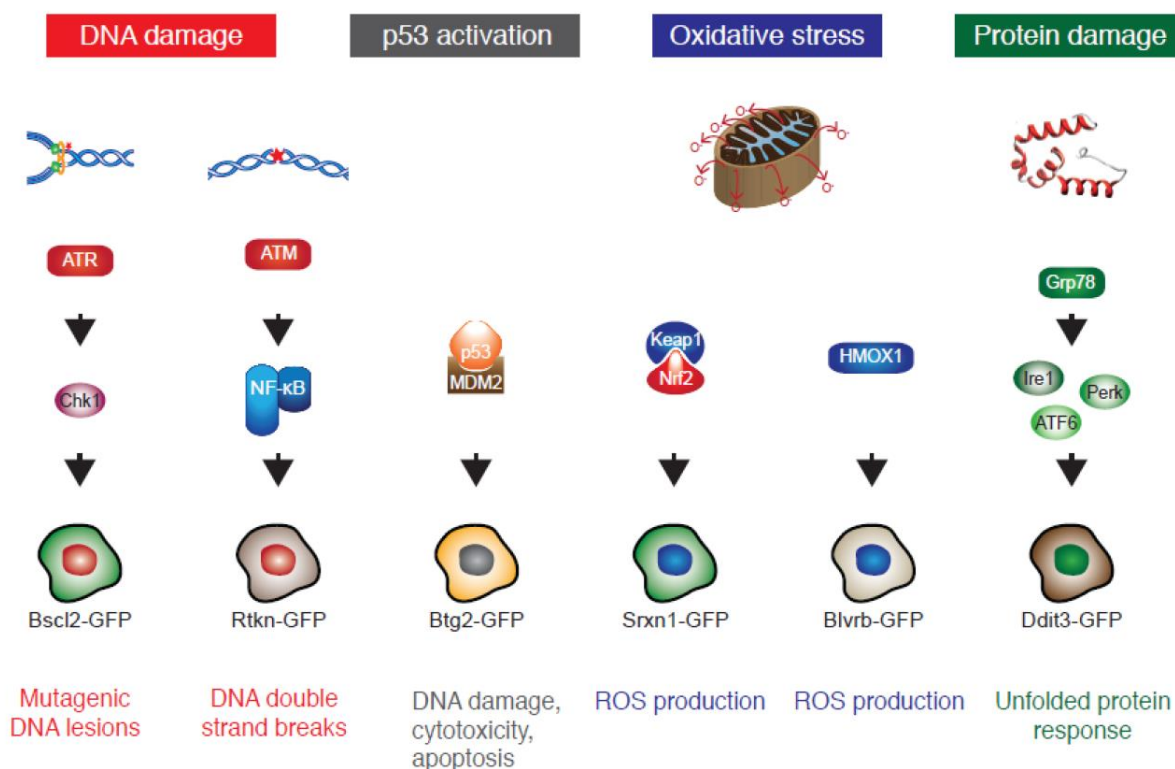 DNA damage
p53 activation
Oxidative stress
Protein damage
O-
O-
O-
O-
O-
O-
O-
O-
O-
O-
ATR
ATM
Grp78
Chk1
NF-κB
p53
MDM2
Keap1
Nrf2
HMOX1
Ire1
Perk
ATF6
Bscl2-GFP
Rtkn-GFP
Btg2-GFP
Srxn1-GFP
Blvrb-GFP
Ddit3-GFP
Mutagenic
DNA lesions
DNA double
strand breaks
DNA damage,
cytotoxicity,
apoptosis
ROS production
ROS production
Unfolded protein
response